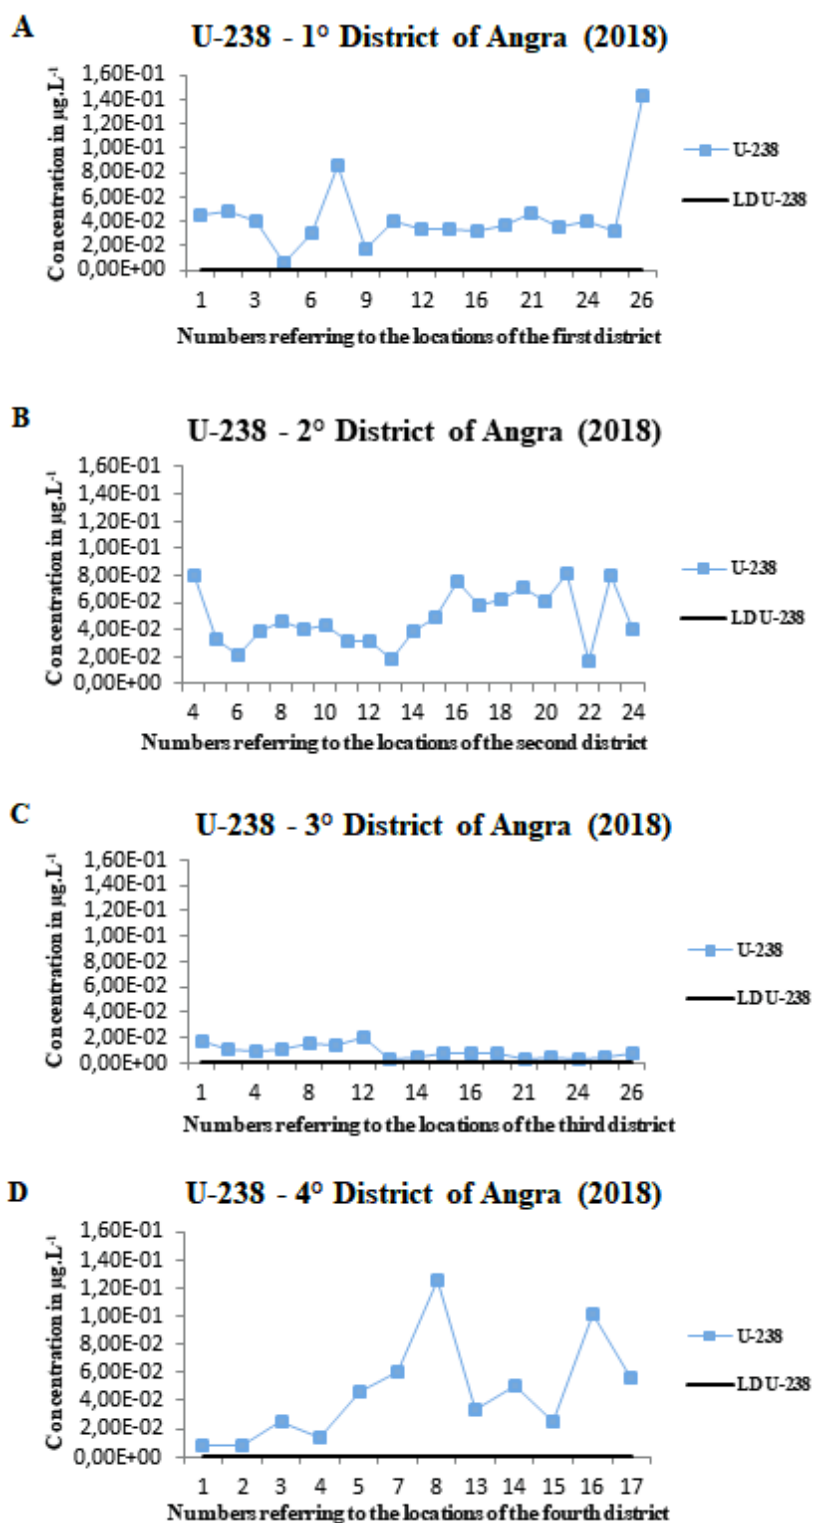 A
U-238 - 1° District of Angra (2018)
Concentration in µg.L⁻¹
1,60E-01
1,40E-01
1,20E-01
1,00E-01
8,00E-02
6,00E-02
4,00E-02
2,00E-02
0,00E+00
1 3 6 9 12 16 21 24 26
Numbers referring to the locations of the first district
U-238
LD U-238
B
U-238 - 2° District of Angra (2018)
Concentration in µg.L⁻¹
1,60E-01
1,40E-01
1,20E-01
1,00E-01
8,00E-02
6,00E-02
4,00E-02
2,00E-02
0,00E+00
4 6 8 10 12 14 16 18 20 22 24
Numbers referring to the locations of the second district
U-238
LD U-238
C
U-238 - 3° District of Angra (2018)
Concentration in µg.L⁻¹
1,60E-01
1,40E-01
1,20E-01
1,00E-01
8,00E-02
6,00E-02
4,00E-02
2,00E-02
0,00E+00
1 4 8 12 14 16 21 24 26
Numbers referring to the locations of the third district
U-238
LD U-238
D
U-238 - 4° District of Angra (2018)
Concentration in µg.L⁻¹
1,60E-01
1,40E-01
1,20E-01
1,00E-01
8,00E-02
6,00E-02
4,00E-02
2,00E-02
0,00E+00
1 2 3 4 5 7 8 13 14 15 16 17
Numbers referring to the locations of the fourth district
U-238
LD U-238